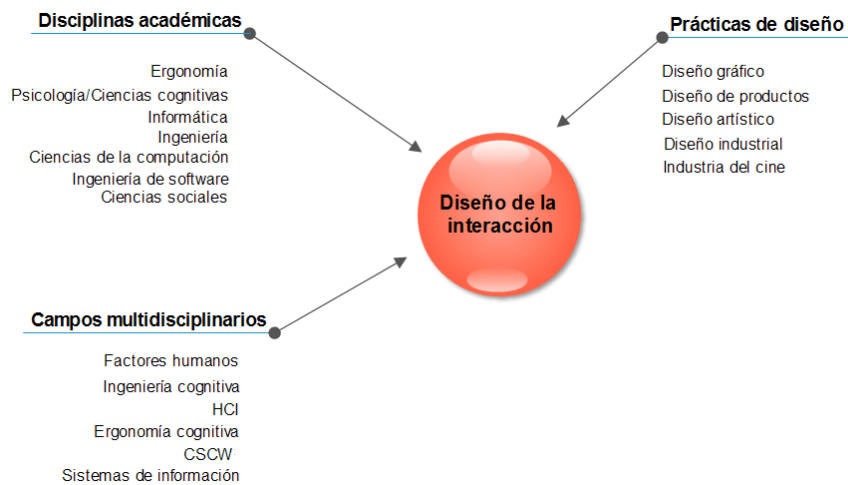 Disciplinas académicas
Ergonomía
Psicología/Ciencias cognitivas
Informática
Ingeniería
Ciencias de la computación
Ingeniería de software
Ciencias sociales
Prácticas de diseño
Diseño gráfico
Diseño de productos
Diseño artístico
Diseño industrial
Industria del cine
Diseño de la
interacción
Campos multidisciplinarios
Factores humanos
Ingeniería cognitiva
HCI
Ergonomía cognitiva
CSCW
Sistemas de información